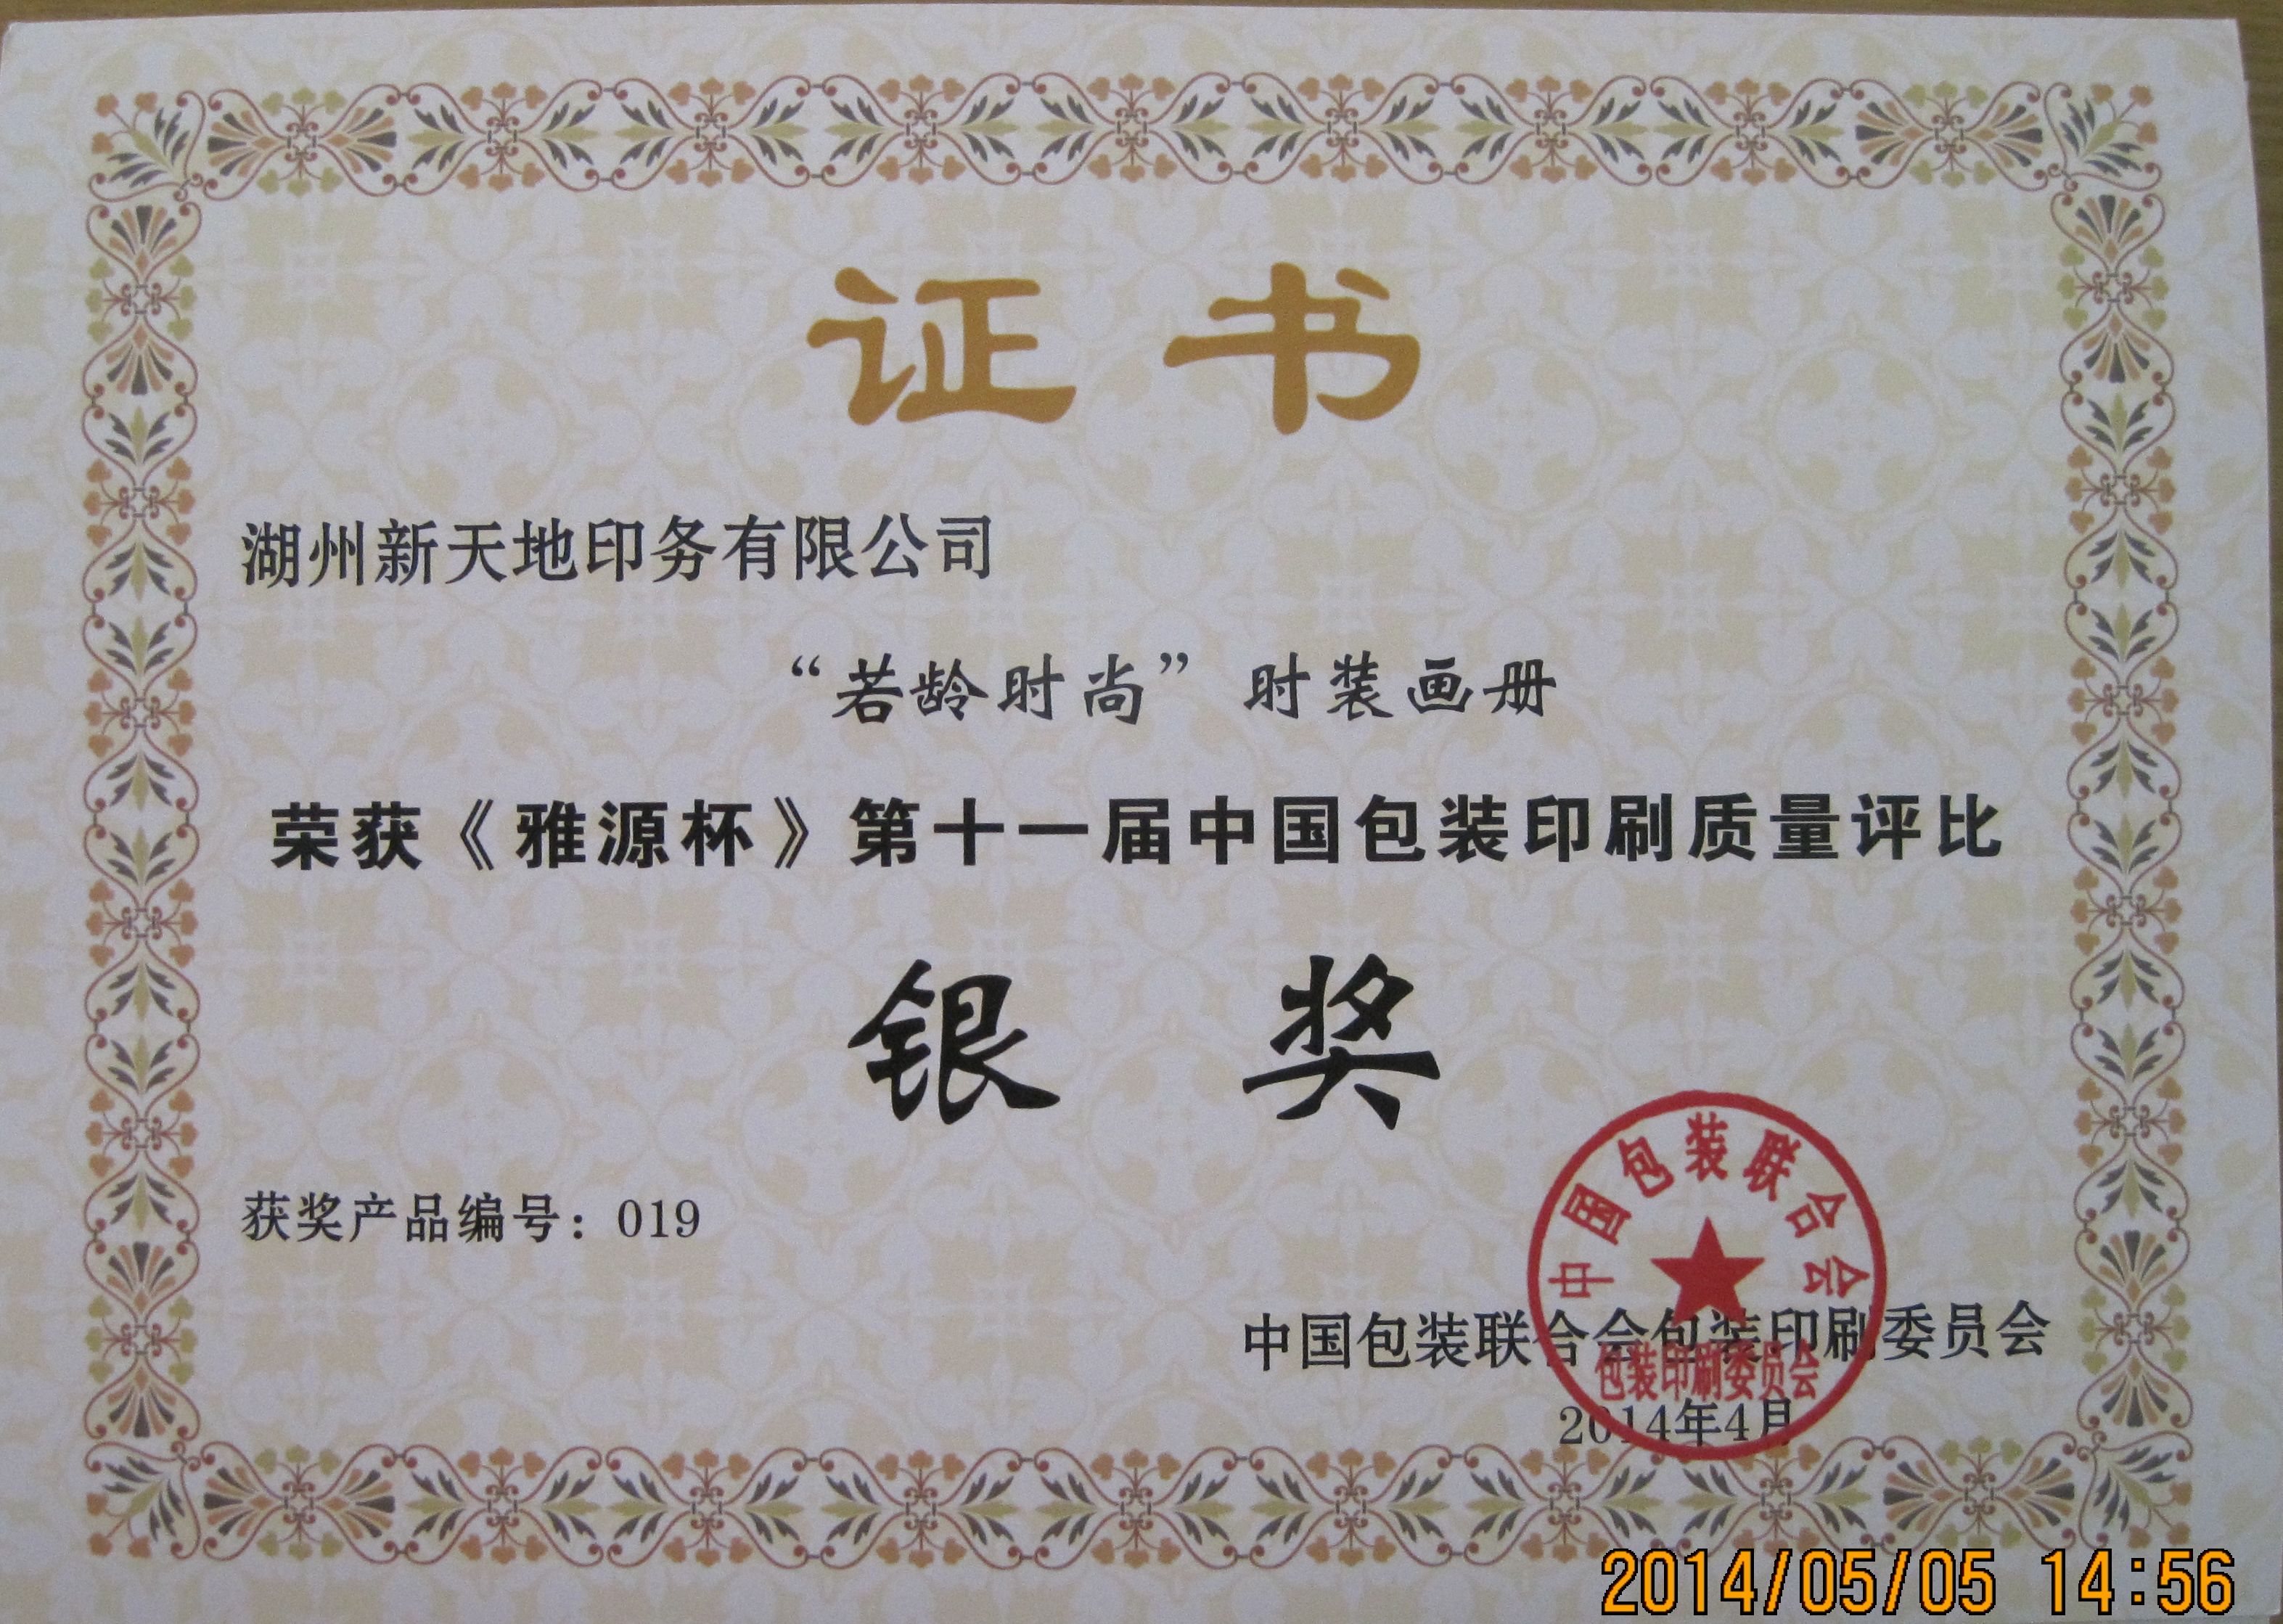 证书
湖州新天地印务有限公司
“若龄时尚”时装画册
荣获《雅源杯》第十一届中国包装印刷质量评比
银奖
获奖产品编号：019
中国包装联合会
中国包装联合会包装印刷委员会
包装印刷委员会
2014年4月
2014/05/05 14:56